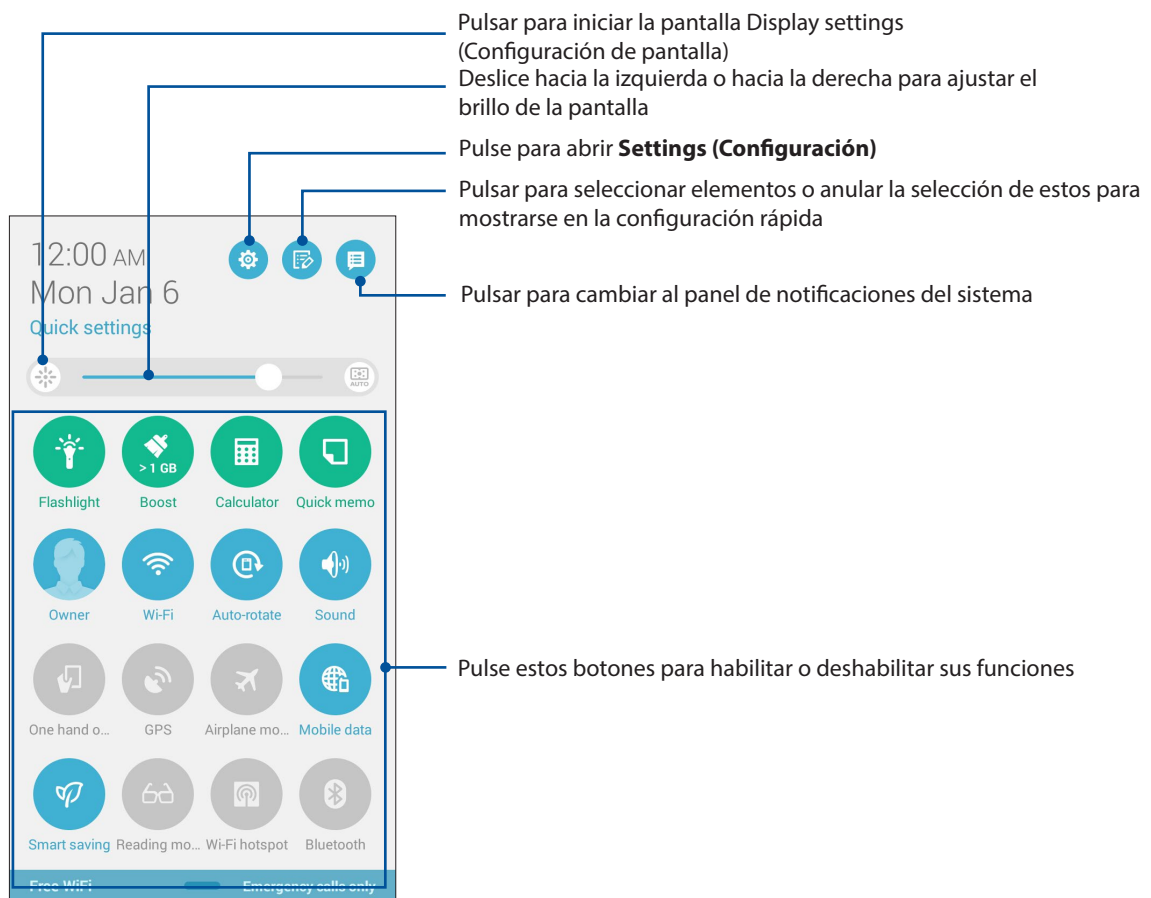 Pulsar para iniciar la pantalla Display settings
(Configuración de pantalla)
Deslice hacia la izquierda o hacia la derecha para ajustar el
brillo de la pantalla
Pulse para abrir Settings (Configuración)
Pulsar para seleccionar elementos o anular la selección de estos para
mostrarse en la configuración rápida
Pulsar para cambiar al panel de notificaciones del sistema
12:00 AM
Mon Jan 6
Quick settings
AUTO
> 1 GB
Flashlight Boost Calculator Quick memo
Owner Wi-Fi Auto-rotate Sound
Pulse estos botones para habilitar o deshabilitar sus funciones
One hand o... GPS Airplane mo... Mobile data
Smart saving Reading mo... Wi-Fi hotspot Bluetooth
Free WiFi Emergency calls only